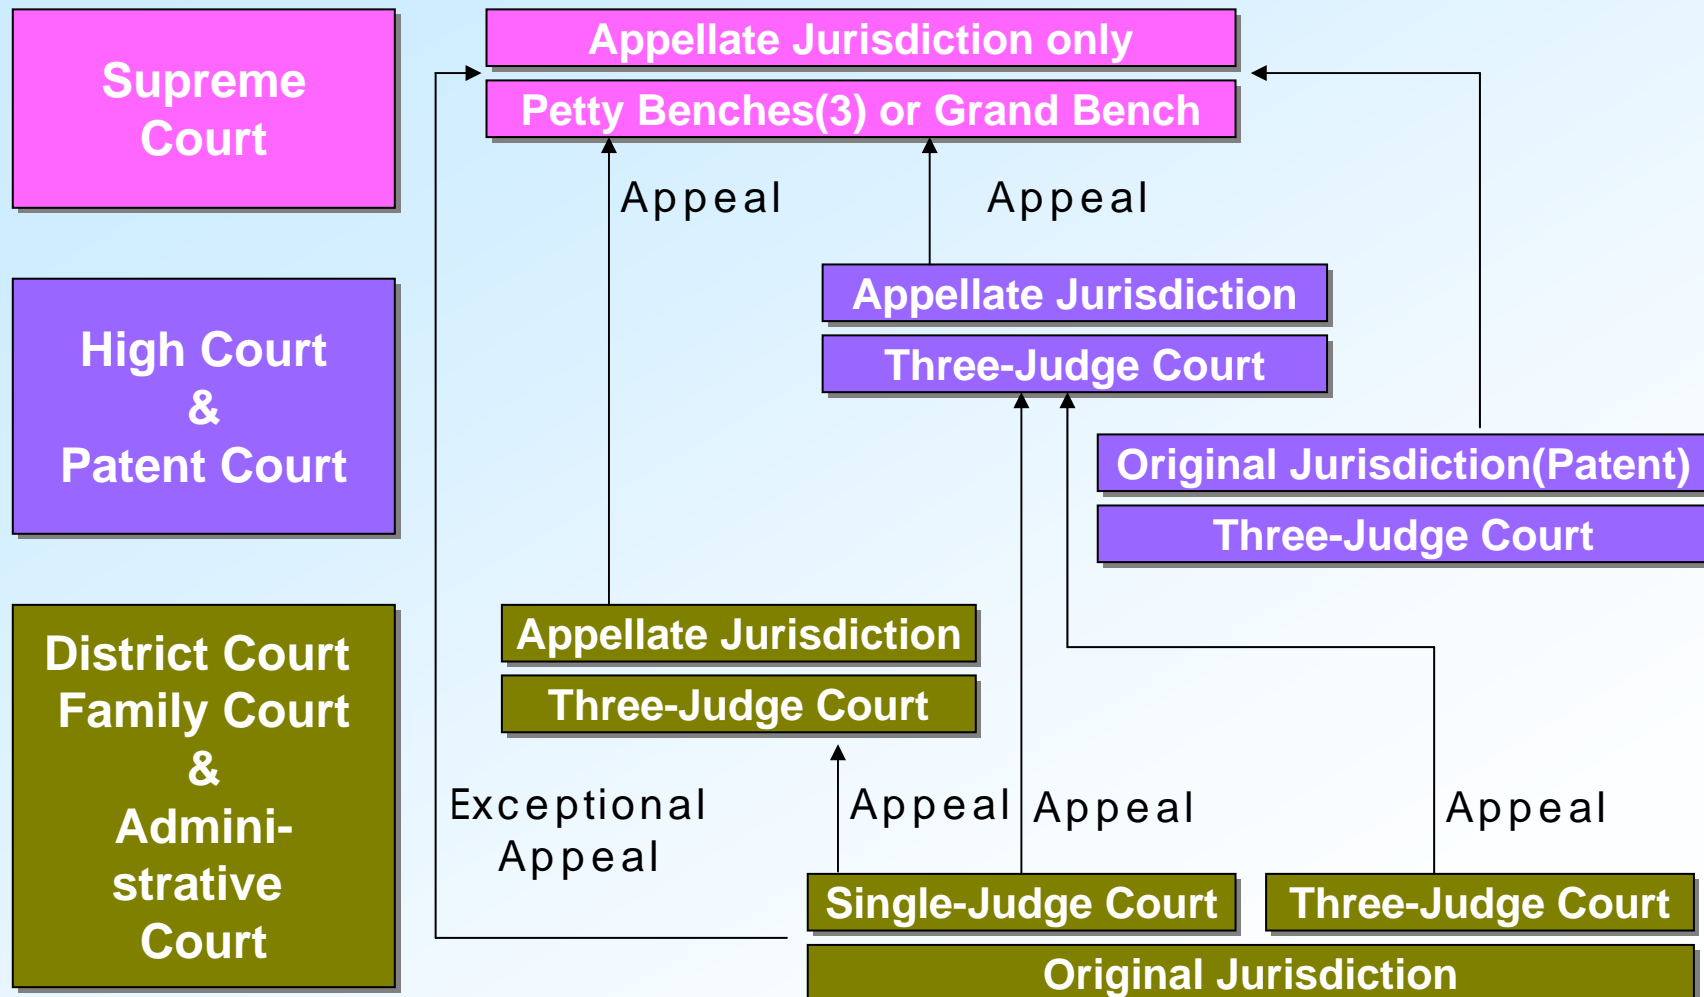 Supreme
Court
Appellate Jurisdiction only
Petty Benches(3) or Grand Bench
Appeal
Appeal
High Court
&
Patent Court
Appellate Jurisdiction
Three-Judge Court
Original Jurisdiction(Patent)
Three-Judge Court
District Court
Family Court
&
Admini-
strative
Court
Appellate Jurisdiction
Three-Judge Court
Exceptional
Appeal
Appeal
Appeal
Appeal
Single-Judge Court
Three-Judge Court
Original Jurisdiction